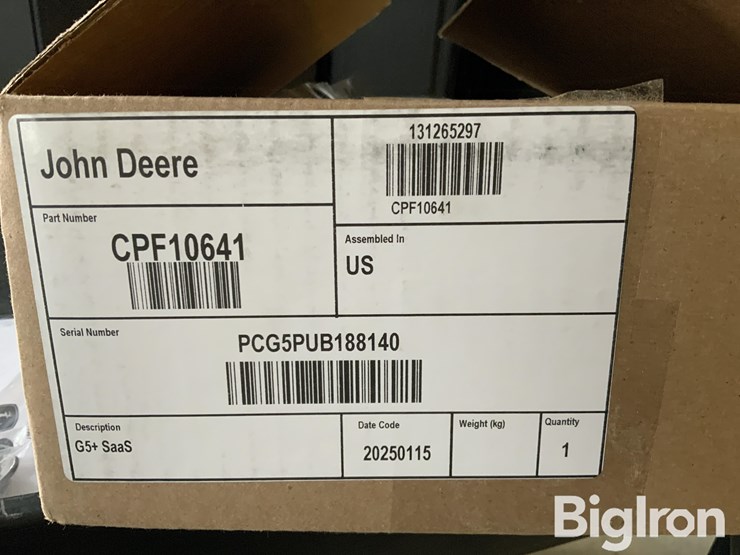 John Deere
131265297
CPF10641
Part Number
CPF10641
Assembled In
US
Serial Number
PCG5PUB188140
Description
G5+ SaaS
Date Code
20250115
Weight (kg)
Quantity
1
BigIron